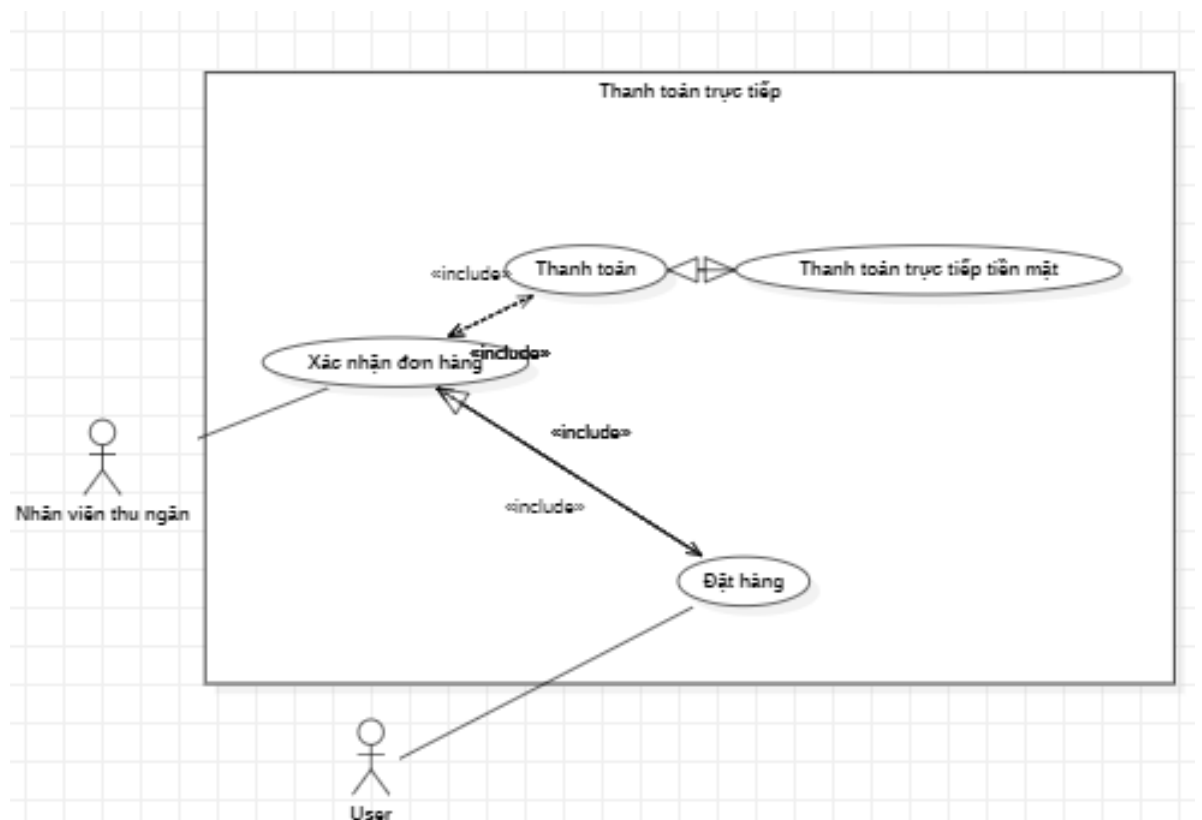 Thanh toán trực tiếp
«include»
Thanh toán
Thanh toán trực tiếp tiền mặt
Xác nhận đơn hàng
«include»
«include»
Nhân viên thu ngân
«include»
Đặt hàng
User